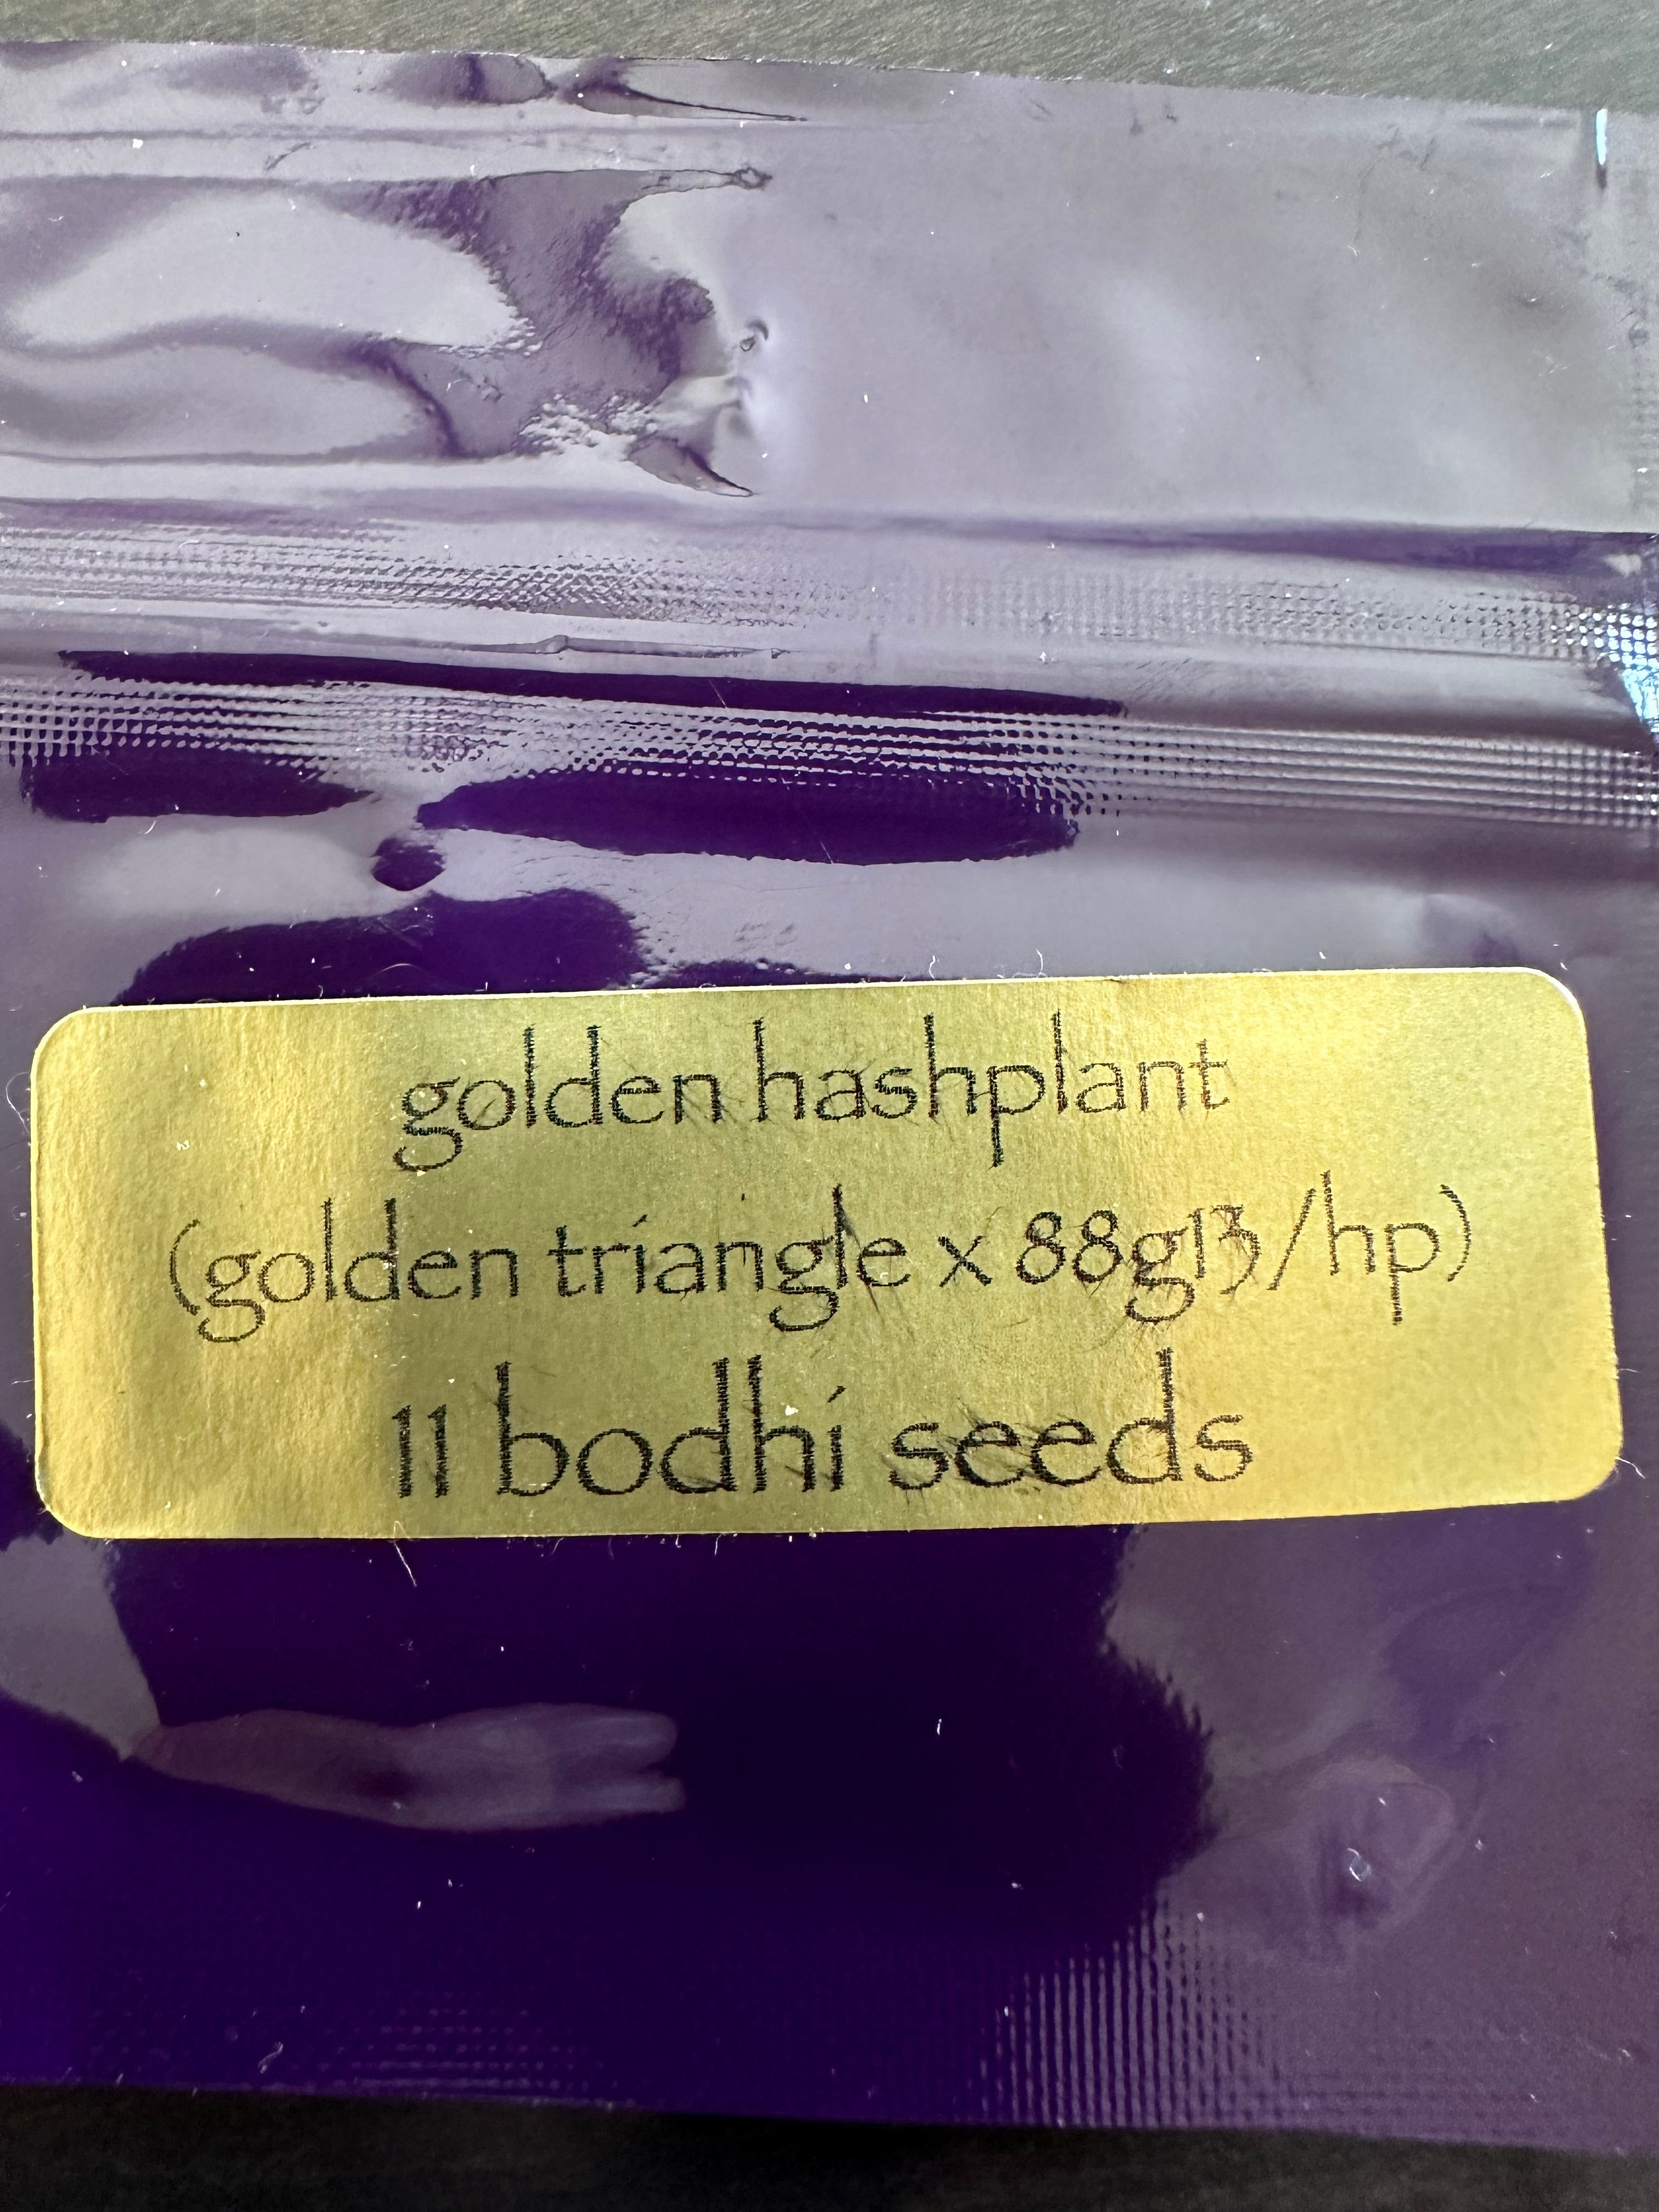 golden hashplant
(golden triangle x 88g13/hp)
11 bodhi seeds